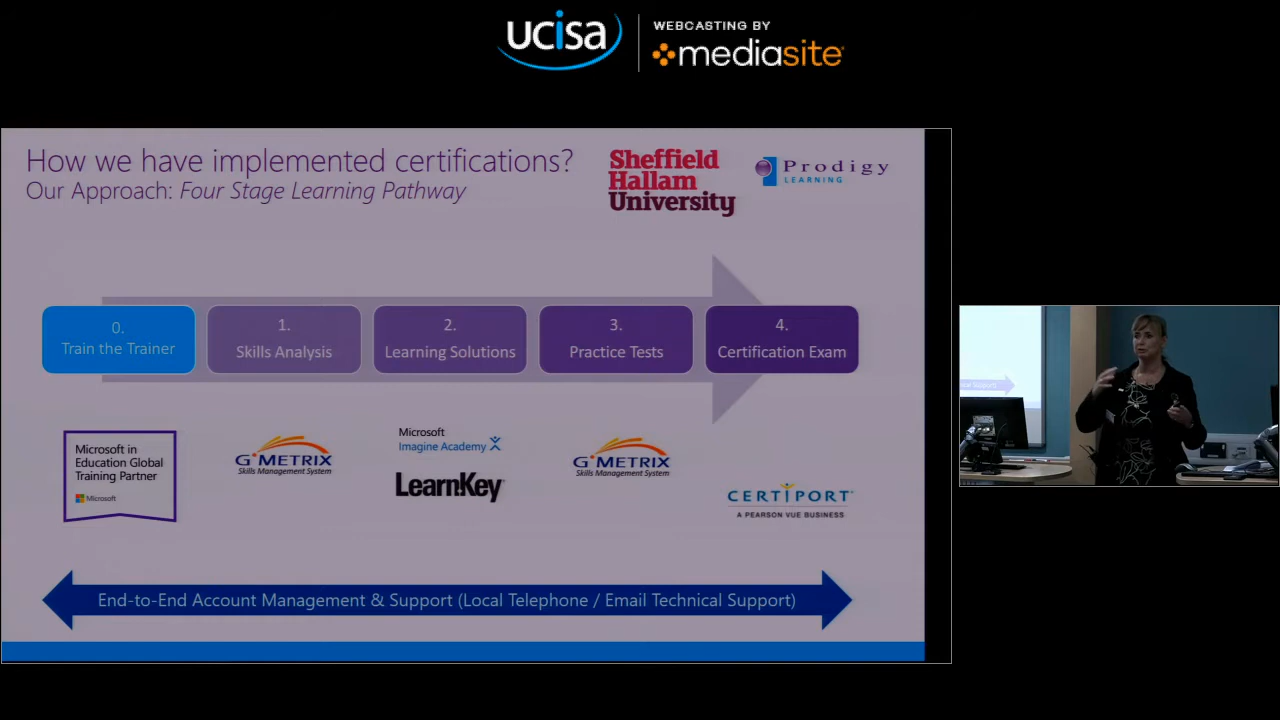 ucisa
WEBCASTING BY
mediasite
How we have implemented certifications?
Our Approach: Four Stage Learning Pathway
Sheffield
Hallam
University
Prodigy
LEARNING
0.
Train the Trainer
1.
Skills Analysis
2.
Learning Solutions
3.
Practice Tests
4.
Certification Exam
Microsoft in
Education Global
Training Partner
Microsoft
G*METRIX
Skills Management System
Microsoft
Imagine Academy
LearnKey
G*METRIX
Skills Management System
CERTIPORT
A PEARSON VUE BUSINESS
End-to-End Account Management & Support (Local Telephone / Email Technical Support)